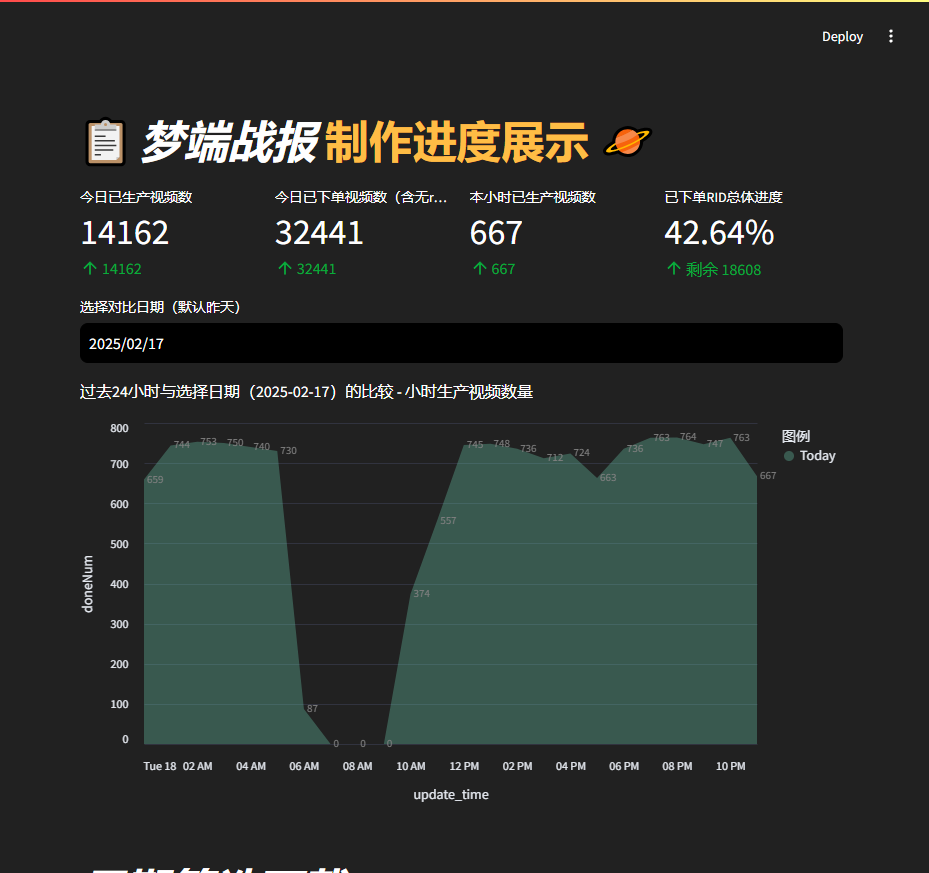 Deploy
梦端战报 制作进度展示
今日已生产视频数
14162
14162
今日已下单视频数（含无r...
32441
32441
本小时已生产视频数
667
667
已下单RID总体进度
42.64%
剩余 18608
选择对比日期（默认昨天）
2025/02/17
过去24小时与选择日期（2025-02-17）的比较 - 小时生产视频数量
800
700
600
500
400
300
200
100
0
doneNum
659
744
753
750
740
730
87
0
0
0
374
557
745
748
736
712
724
663
736
763
764
747
763
667
Tue 18
02 AM
04 AM
06 AM
08 AM
10 AM
12 PM
02 PM
04 PM
06 PM
08 PM
10 PM
update_time
图例
Today